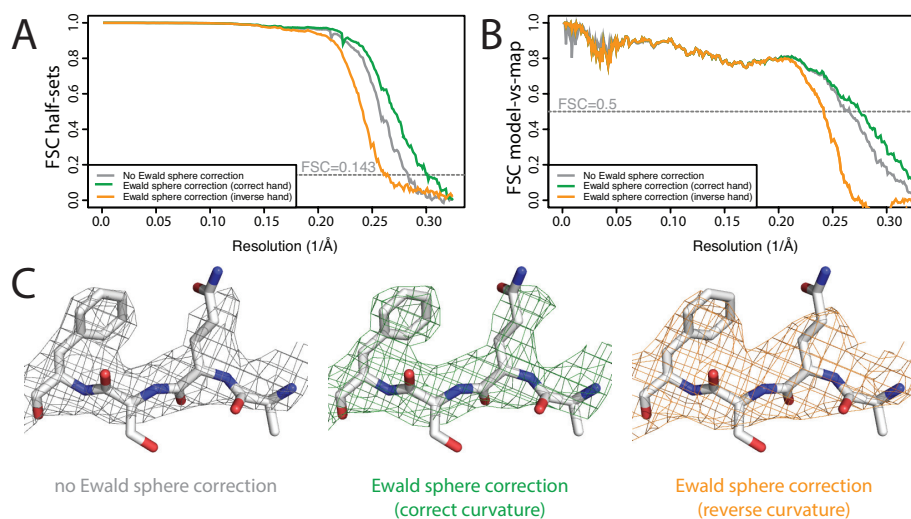 A
FSC half-sets
0.0 0.2 0.4 0.6 0.8 1.0
FSC=0.143
No Ewald sphere correction
Ewald sphere correction (correct hand)
Ewald sphere correction (inverse hand)
0.00 0.05 0.10 0.15 0.20 0.25 0.30
Resolution (1/Å)
B
FSC model-vs-map
0.0 0.2 0.4 0.6 0.8 1.0
FSC=0.5
No Ewald sphere correction
Ewald sphere correction (correct hand)
Ewald sphere correction (inverse hand)
0.00 0.05 0.10 0.15 0.20 0.25 0.30
Resolution (1/Å)
C
no Ewald sphere correction
Ewald sphere correction
(correct curvature)
Ewald sphere correction
(reverse curvature)